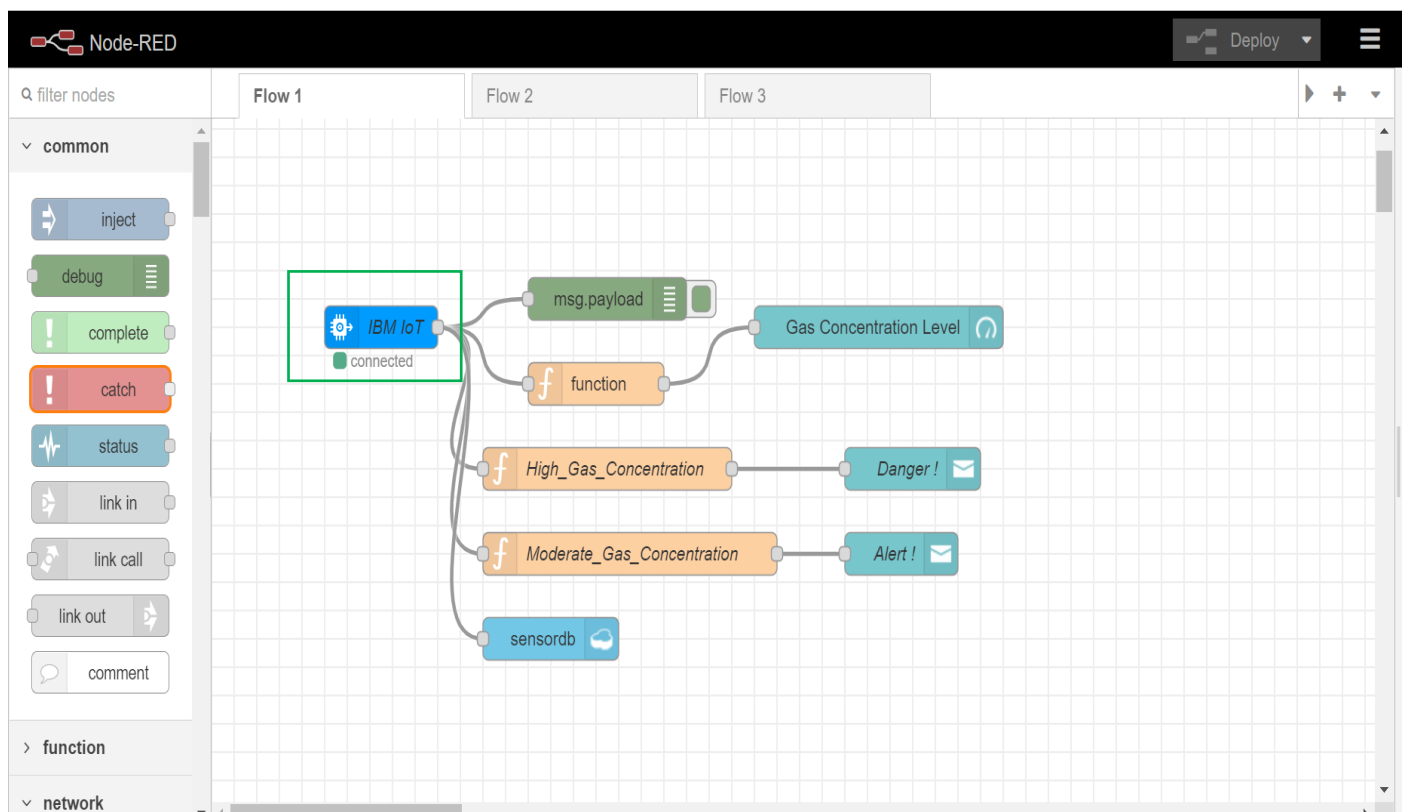 Node-RED
Deploy
filter nodes
Flow 1
Flow 2
Flow 3
common
inject
debug
complete
catch
status
link in
link call
link out
comment
function
network
IBM IoT
connected
msg.payload
Gas Concentration Level
function
High_Gas_Concentration
Danger !
Moderate_Gas_Concentration
Alert !
sensordb